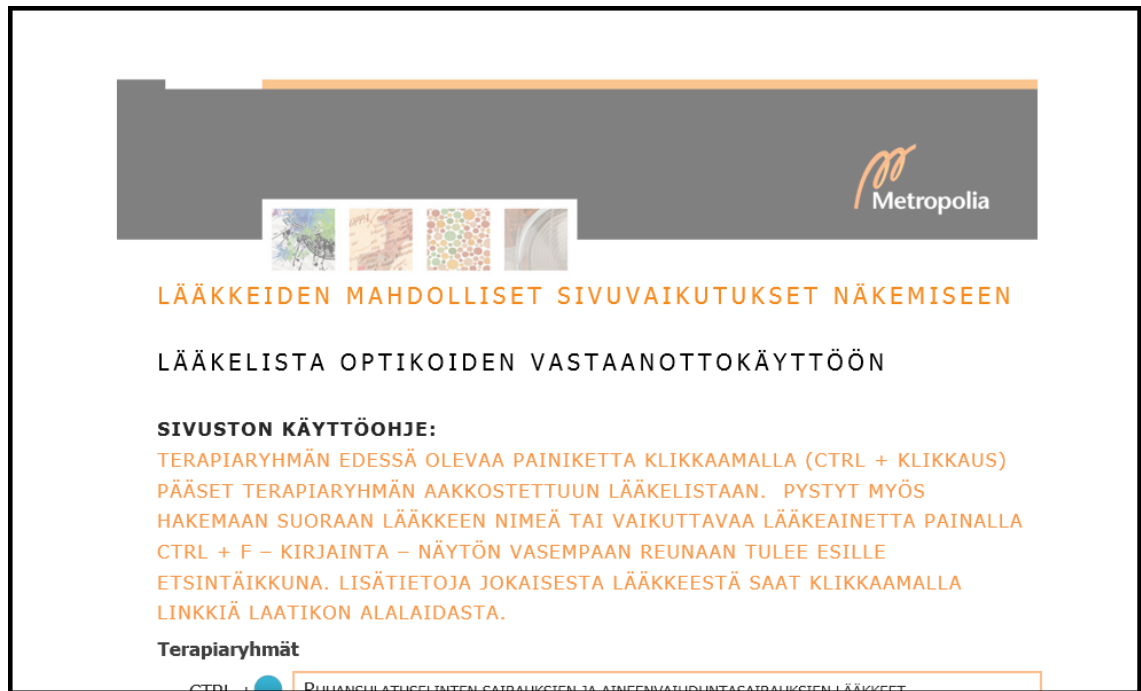 Metropolia
LÄÄKKEIDEN MAHDOLLISET SIVUVAIKUTUKSET NÄKEMISEEN
LÄÄKELISTA OPTIKOIDEN VASTAANOTTOKÄYTTÖÖN
SIVUSTON KÄYTTÖOHJE:
TERAPIARYHMÄN EDESSÄ OLEVAA PAINIKETTA KLIKKAAMALLA (CTRL + KLIKKAUS)
PÄÄSET TERAPIARYHMÄN AAKKOSTETTUUN LÄÄKELISTAAN. PYSTYT MYÖS
HAKEMAAN SUORAAN LÄÄKKEEN NIMEÄ TAI VAIKUTTAVAA LÄÄKEAINETTA PAINALLA
CTRL + F – KIRJAINTA – NÄYTÖN VASEMPAAN REUNAAN TULEE ESILLE
ETSINTÄIKKUNA. LISÄTIETOJA JOKAISESTA LÄÄKKEESTÄ SAAT KLIKKAAMALLA
LINKKIÄ LAATIKON ALALAIDASTA.
Terapiaryhmät
CTRL +